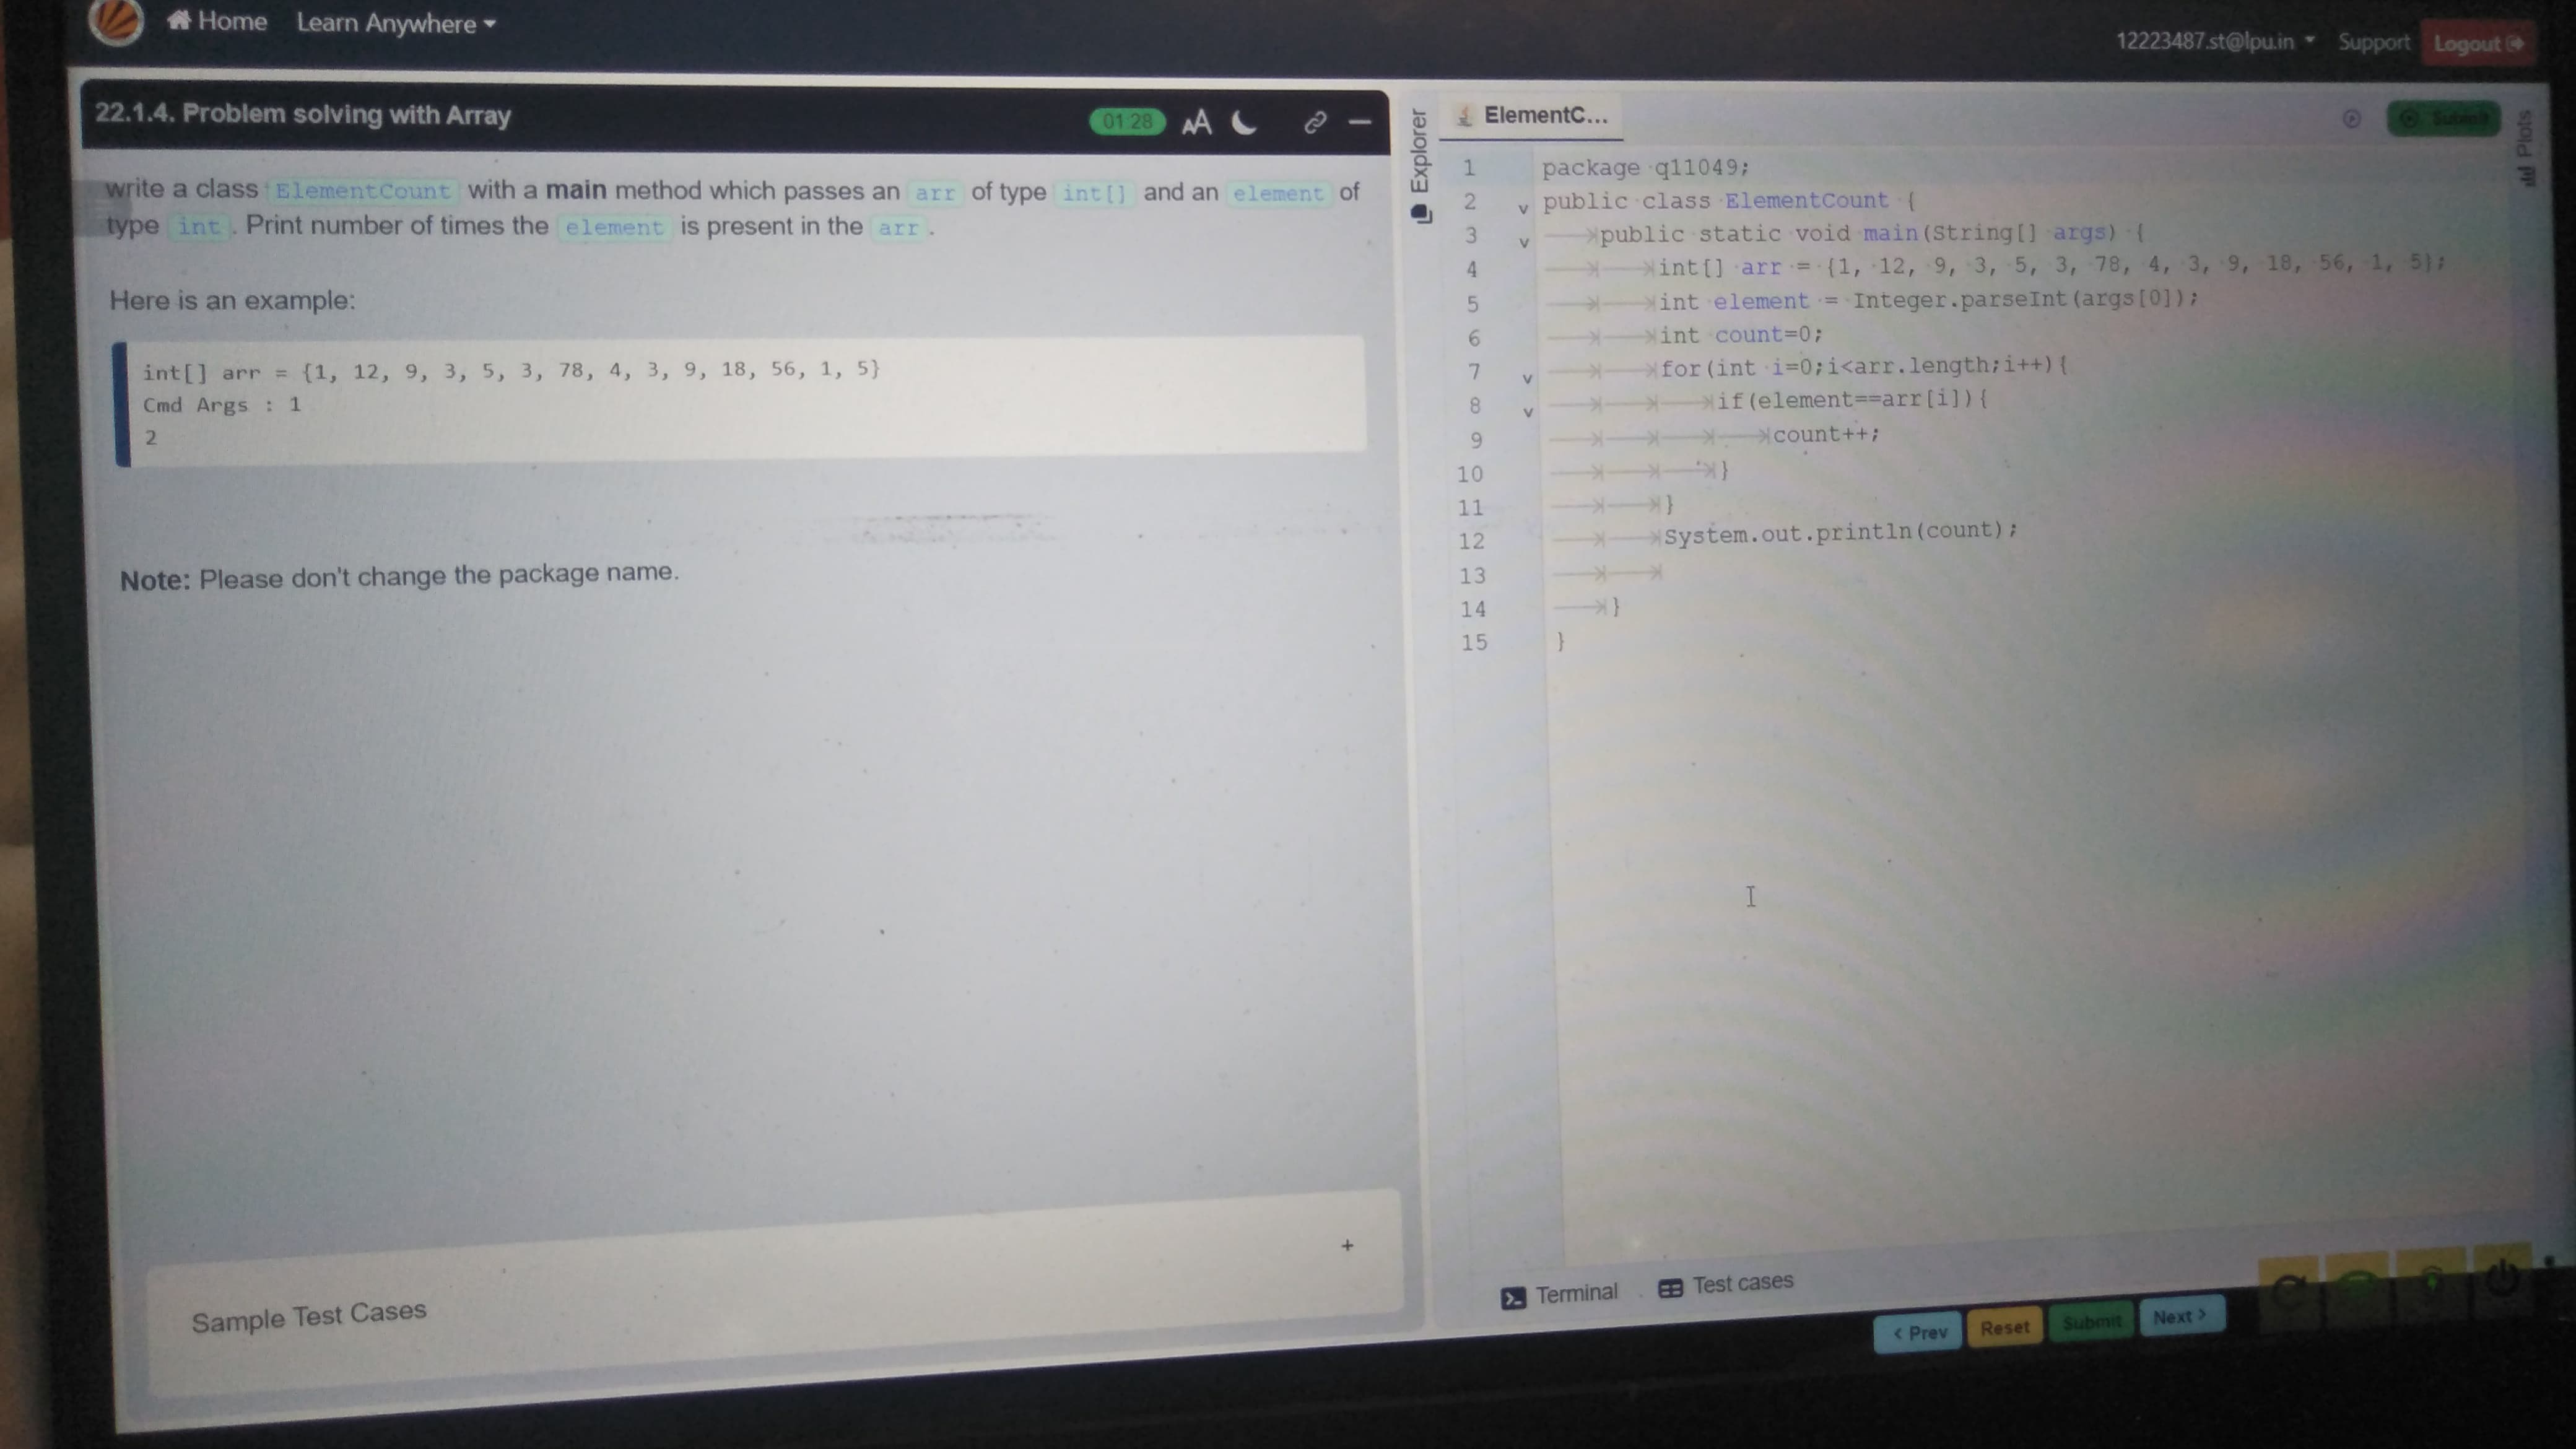 Home Learn Anywhere
12223487.st@lpu.in Support Logout
22.1.4. Problem solving with Array
01:28
AA
write a class ElementCount with a main method which passes an arr of type int[] and an element of
type int . Print number of times the element is present in the arr .
Here is an example:
int[] arr = {1, 12, 9, 3, 5, 3, 78, 4, 3, 9, 18, 56, 1, 5}
Cmd Args : 1
2
Note: Please don't change the package name.
Sample Test Cases
+
Explorer
ElementC...
Submit
Plots
1 package q11049;
2 public class ElementCount {
3 public static void main(String[] args) {
4 int[] arr = {1, 12, 9, 3, 5, 3, 78, 4, 3, 9, 18, 56, 1, 5};
5 int element = Integer.parseInt(args[0]);
6 int count=0;
7 for(int i=0;i<arr.length;i++){
8 if(element==arr[i]){
9 count++;
10 }
11 }
12 System.out.println(count);
13
14 }
15 }
Terminal Test cases
< Prev Reset Submit Next >